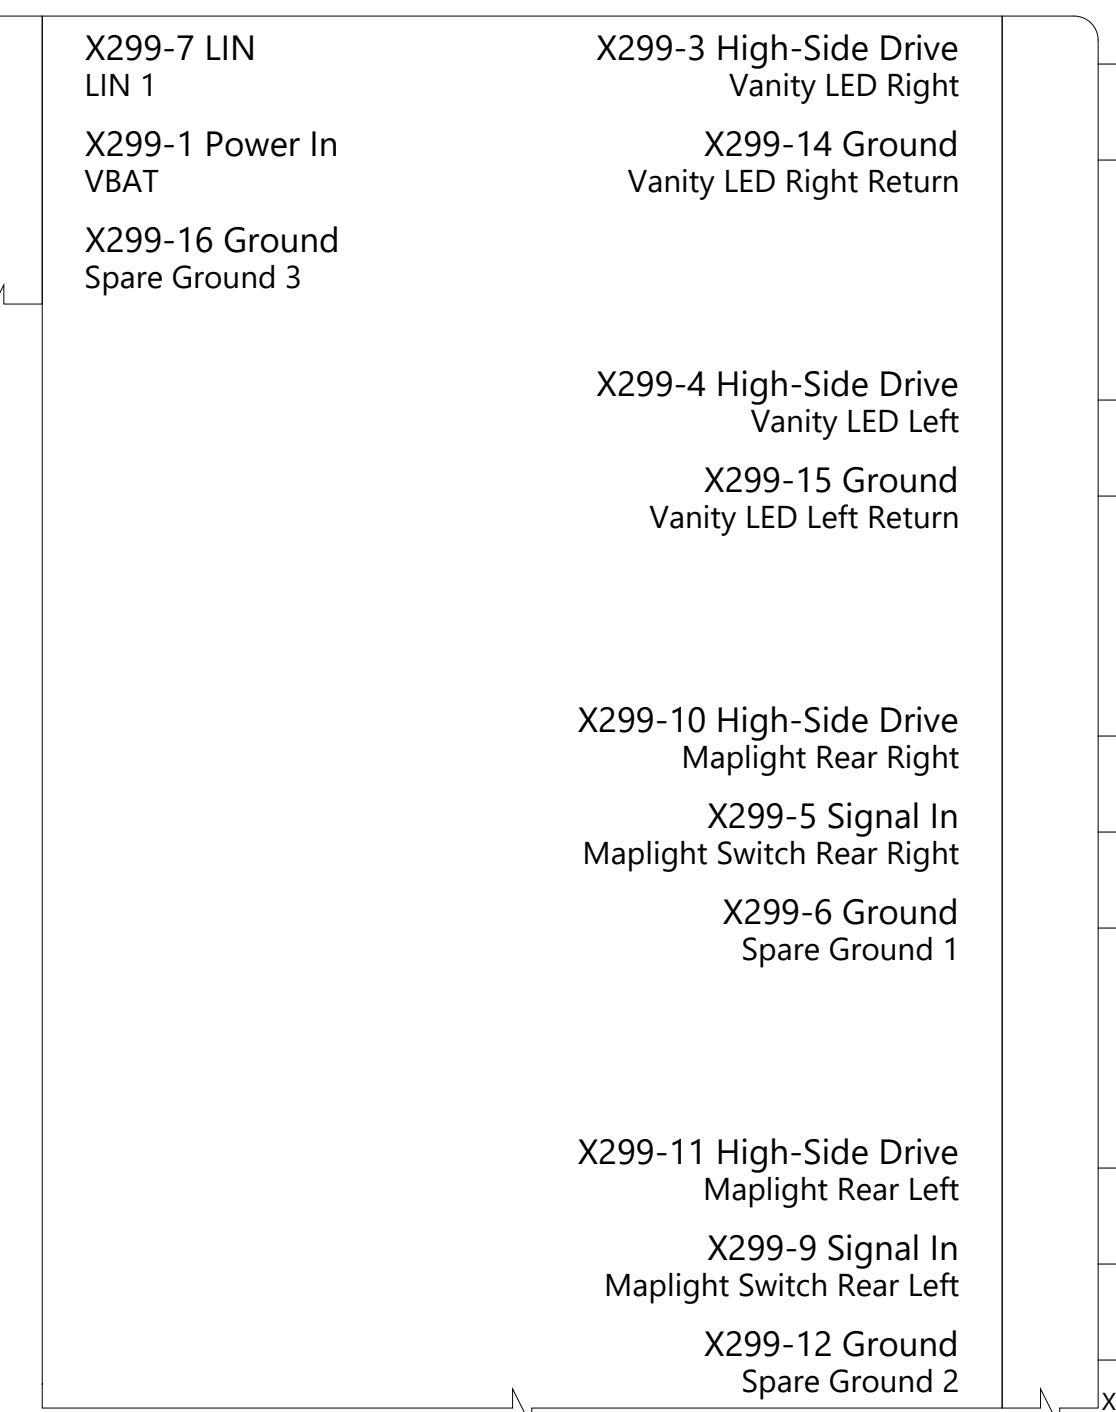 X299-7 LIN
LIN 1
X299-1 Power In
VBAT
X299-16 Ground
Spare Ground 3
X299-3 High-Side Drive
Vanity LED Right
X299-14 Ground
Vanity LED Right Return
X299-4 High-Side Drive
Vanity LED Left
X299-15 Ground
Vanity LED Left Return
X299-10 High-Side Drive
Maplight Rear Right
X299-5 Signal In
Maplight Switch Rear Right
X299-6 Ground
Spare Ground 1
X299-11 High-Side Drive
Maplight Rear Left
X299-9 Signal In
Maplight Switch Rear Left
X299-12 Ground
Spare Ground 2
X